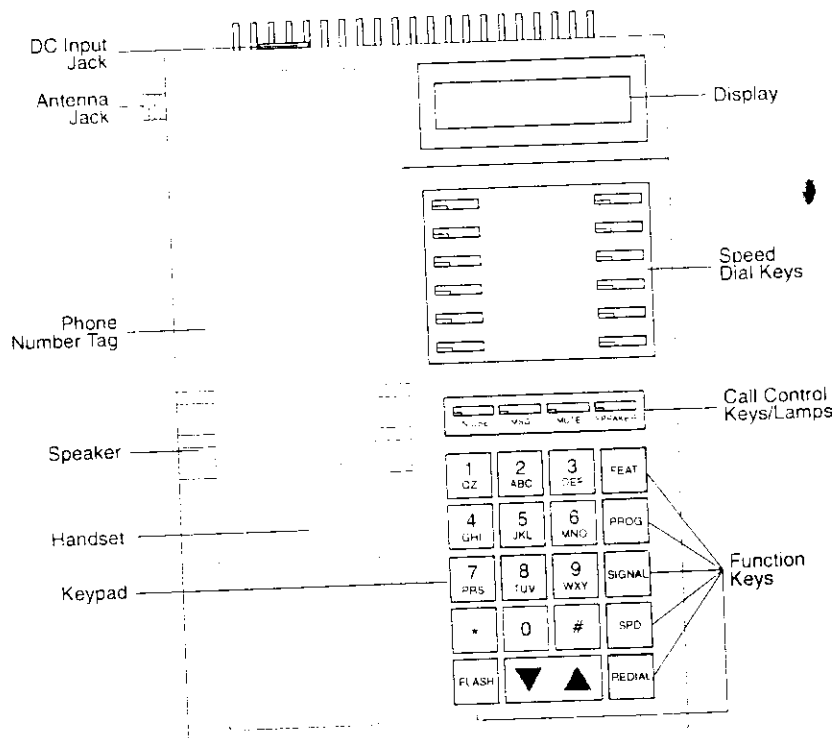 DC Input
Jack
Antenna
Jack
Display
Speed
Dial Keys
Phone
Number Tag
Call Control
Keys/Lamps
MSG MUTE SPEAKER
Speaker
1 QZ 2 ABC 3 DEF FEAT
4 GHI 5 JKL 6 MNO PROG
Handset
Function
Keys
7 PRS 8 TUV 9 WXY SIGNAL
Keypad
* 0 # SPD
FLASH ▼ ▲ REDIAL